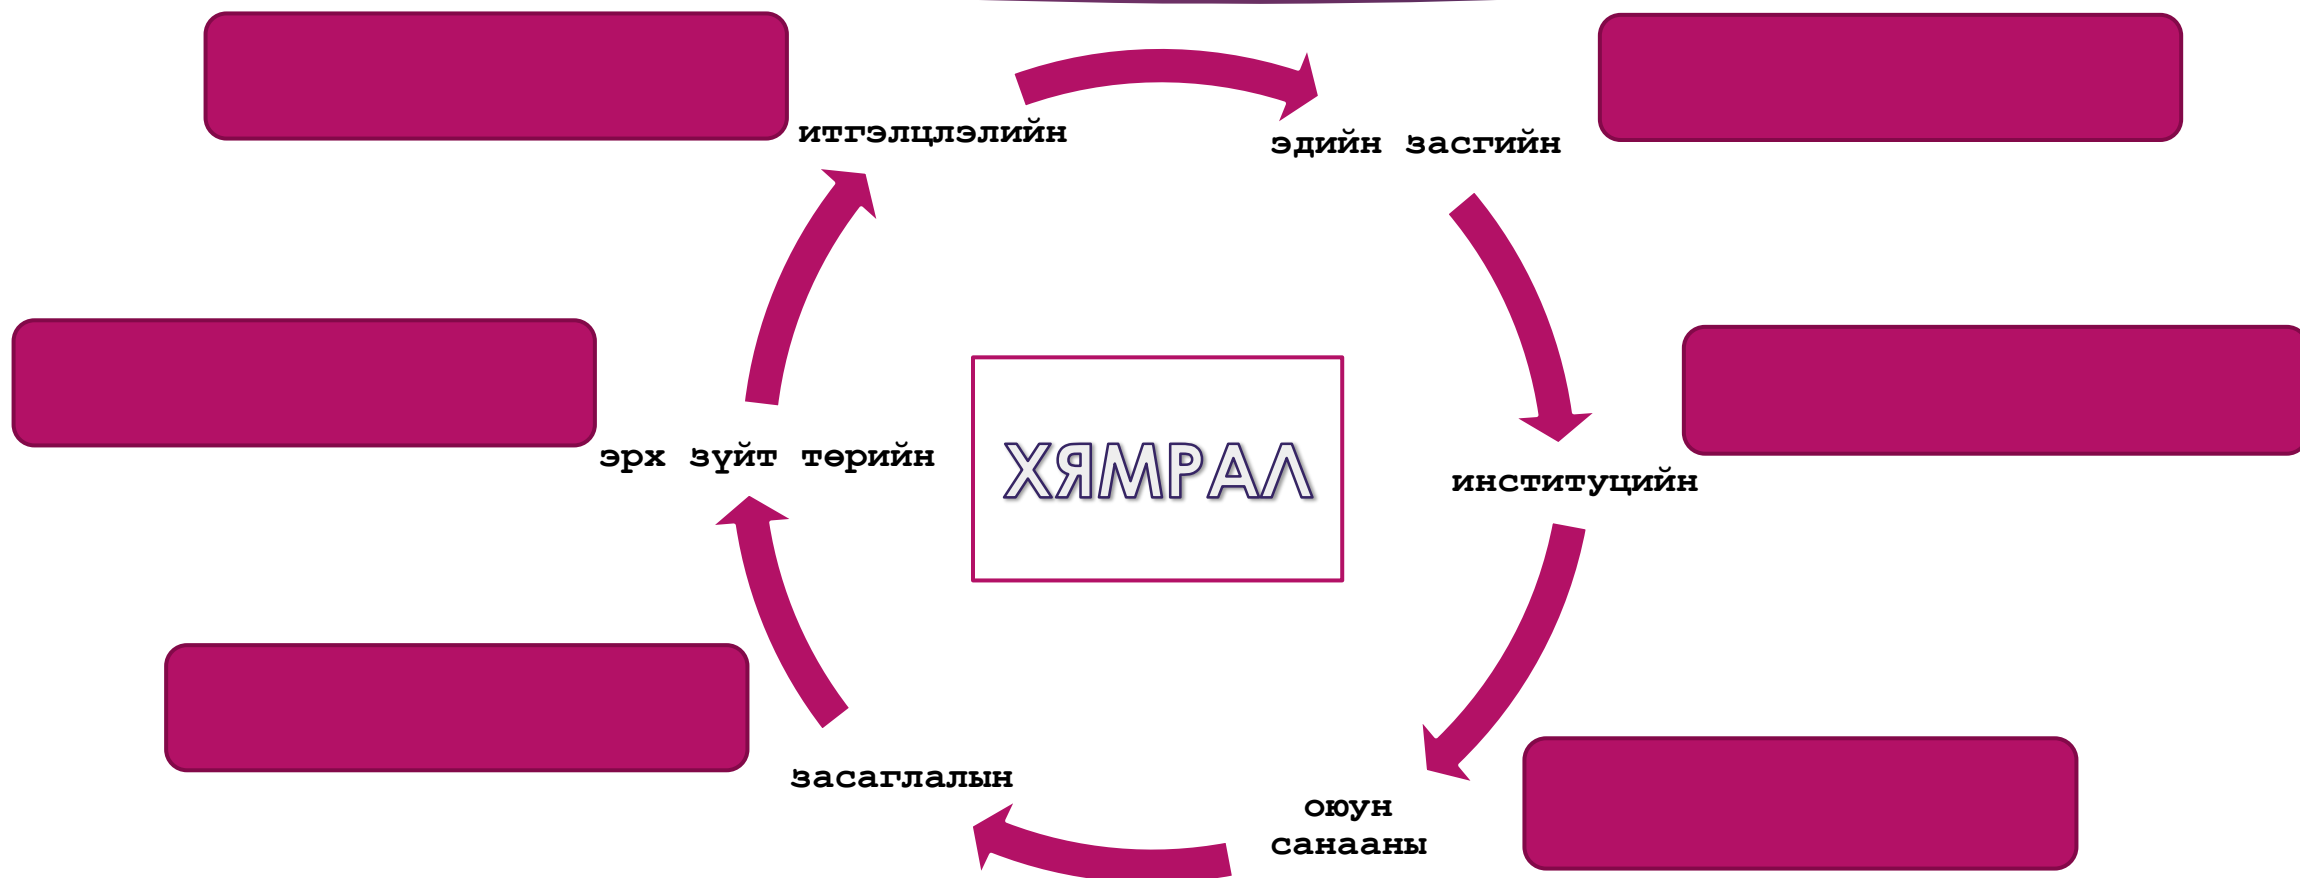 итгэлцлэлийн
эдийн засгийн
эрх зүйт төрийн
ХЯМРАЛ
институцийн
засаглалын
оюун
санааны